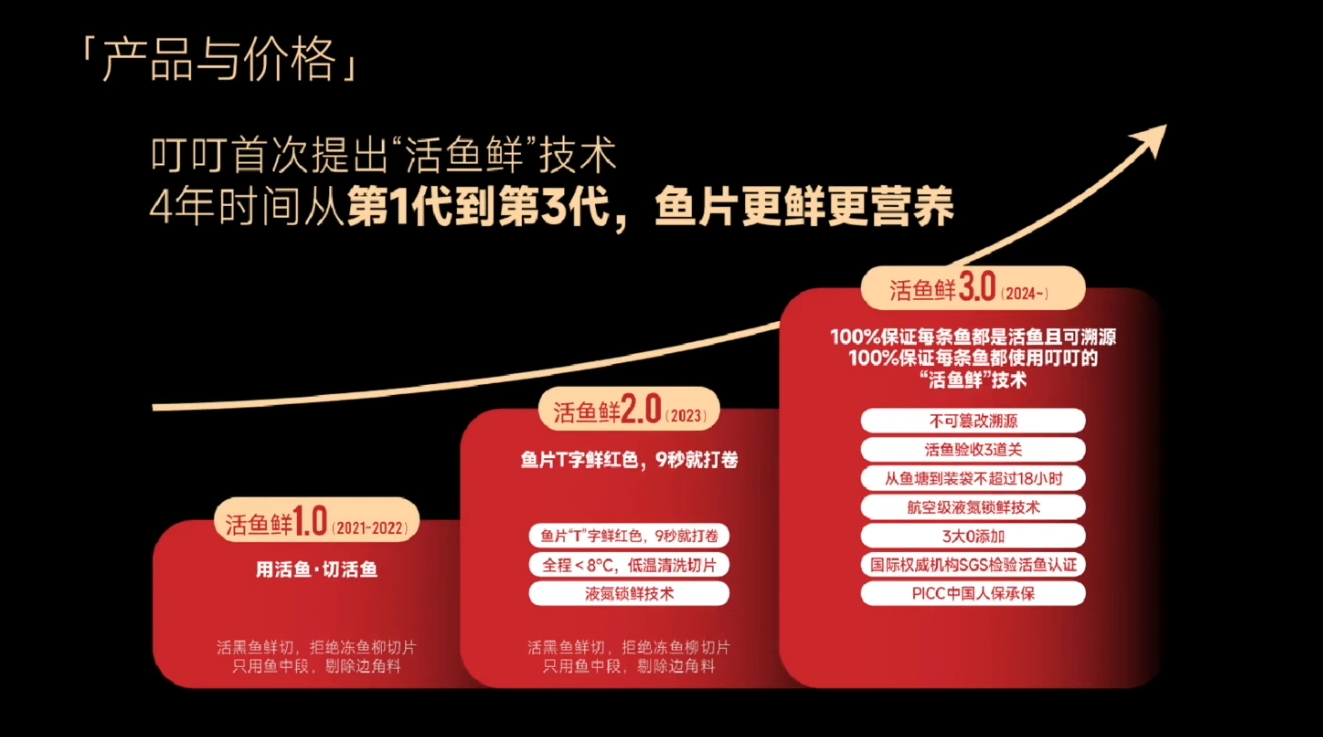 「产品与价格」
叮叮首次提出“活鱼鲜”技术
4年时间从第1代到第3代，鱼片更鲜更营养
活鱼鲜1.0（2021-2022）
用活鱼·切活鱼
活黑鱼鲜切，拒绝冻鱼柳切片
只用鱼中段，剔除边角料
活鱼鲜2.0（2023）
鱼片T字鲜红色，9秒就打卷
鱼片“T”字鲜红色，9秒就打卷
全程＜8°C，低温清洗切片
液氮锁鲜技术
活黑鱼鲜切，拒绝冻鱼柳切片
只用鱼中段，剔除边角料
活鱼鲜3.0（2024~）
100%保证每条鱼都是活鱼且可溯源
100%保证每条鱼都使用叮叮的
“活鱼鲜”技术
不可篡改溯源
活鱼验收3道关
从鱼塘到装袋不超过18小时
航空级液氮锁鲜技术
3大0添加
国际权威机构SGS检验活鱼认证
PICC中国人保承保